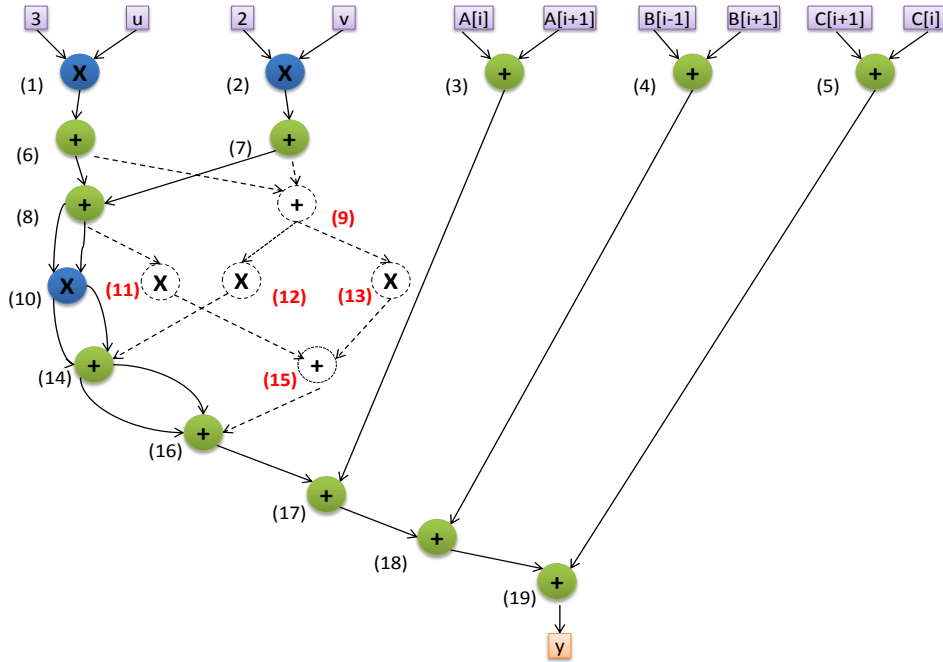 3 u 2 v A[i] A[i+1] B[i-1] B[i+1] C[i+1] C[i]
(1) X (2) X (3) + (4) + (5) +
(6) + (7) +
(8) + + (9)
(10) X (11) X X (12) (13) X
(14) + (15) +
(16) +
(17) +
(18) +
(19) +
y